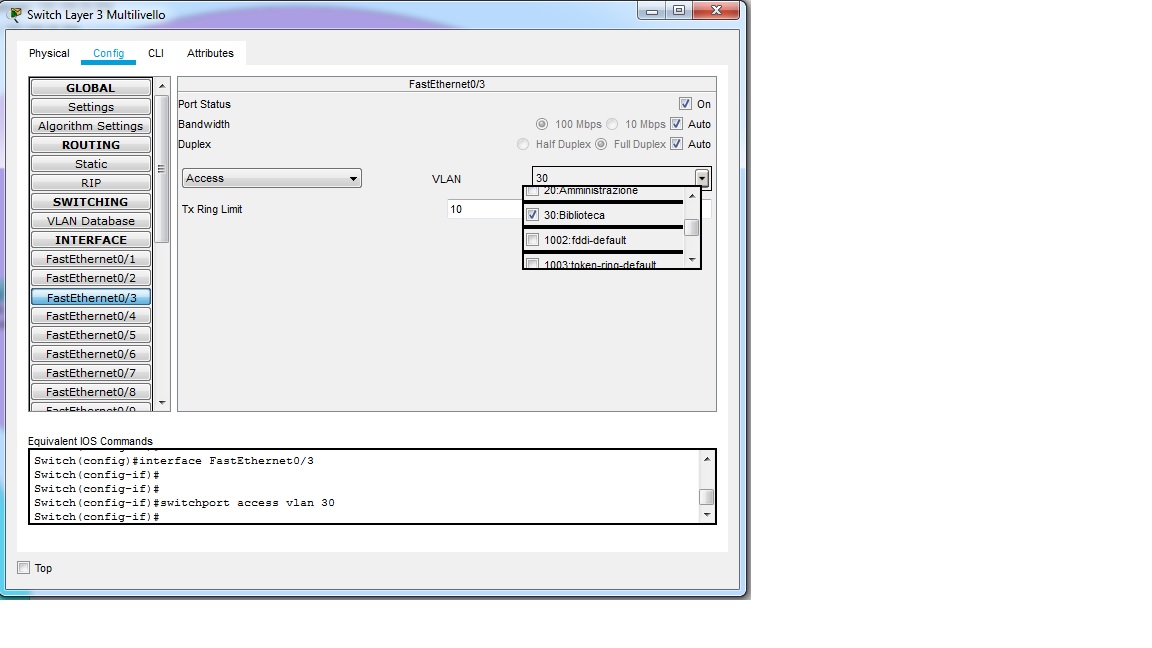 Switch Layer 3 Multilivello
Physical Config CLI Attributes
GLOBAL
Settings
Algorithm Settings
ROUTING
Static
RIP
SWITCHING
VLAN Database
INTERFACE
FastEthernet0/1
FastEthernet0/2
FastEthernet0/3
FastEthernet0/4
FastEthernet0/5
FastEthernet0/6
FastEthernet0/7
FastEthernet0/8
FastEthernet0/9
FastEthernet0/3
Port Status On
Bandwidth 100 Mbps 10 Mbps Auto
Duplex Half Duplex Full Duplex Auto
Access VLAN 30
20:Amministrazione
30:Biblioteca
1002:fddi-default
1003:token-ring-default
Tx Ring Limit 10
Equivalent IOS Commands
Switch(config)#interface FastEthernet0/3
Switch(config-if)#
Switch(config-if)#
Switch(config-if)#switchport access vlan 30
Switch(config-if)#
Top